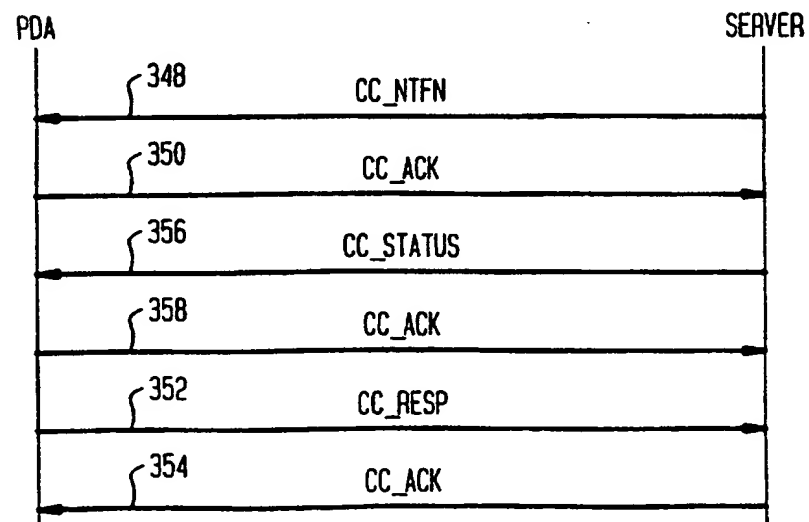 PDA SERVER
348 CC_NTFN
350 CC_ACK
356 CC_STATUS
358 CC_ACK
352 CC_RESP
354 CC_ACK